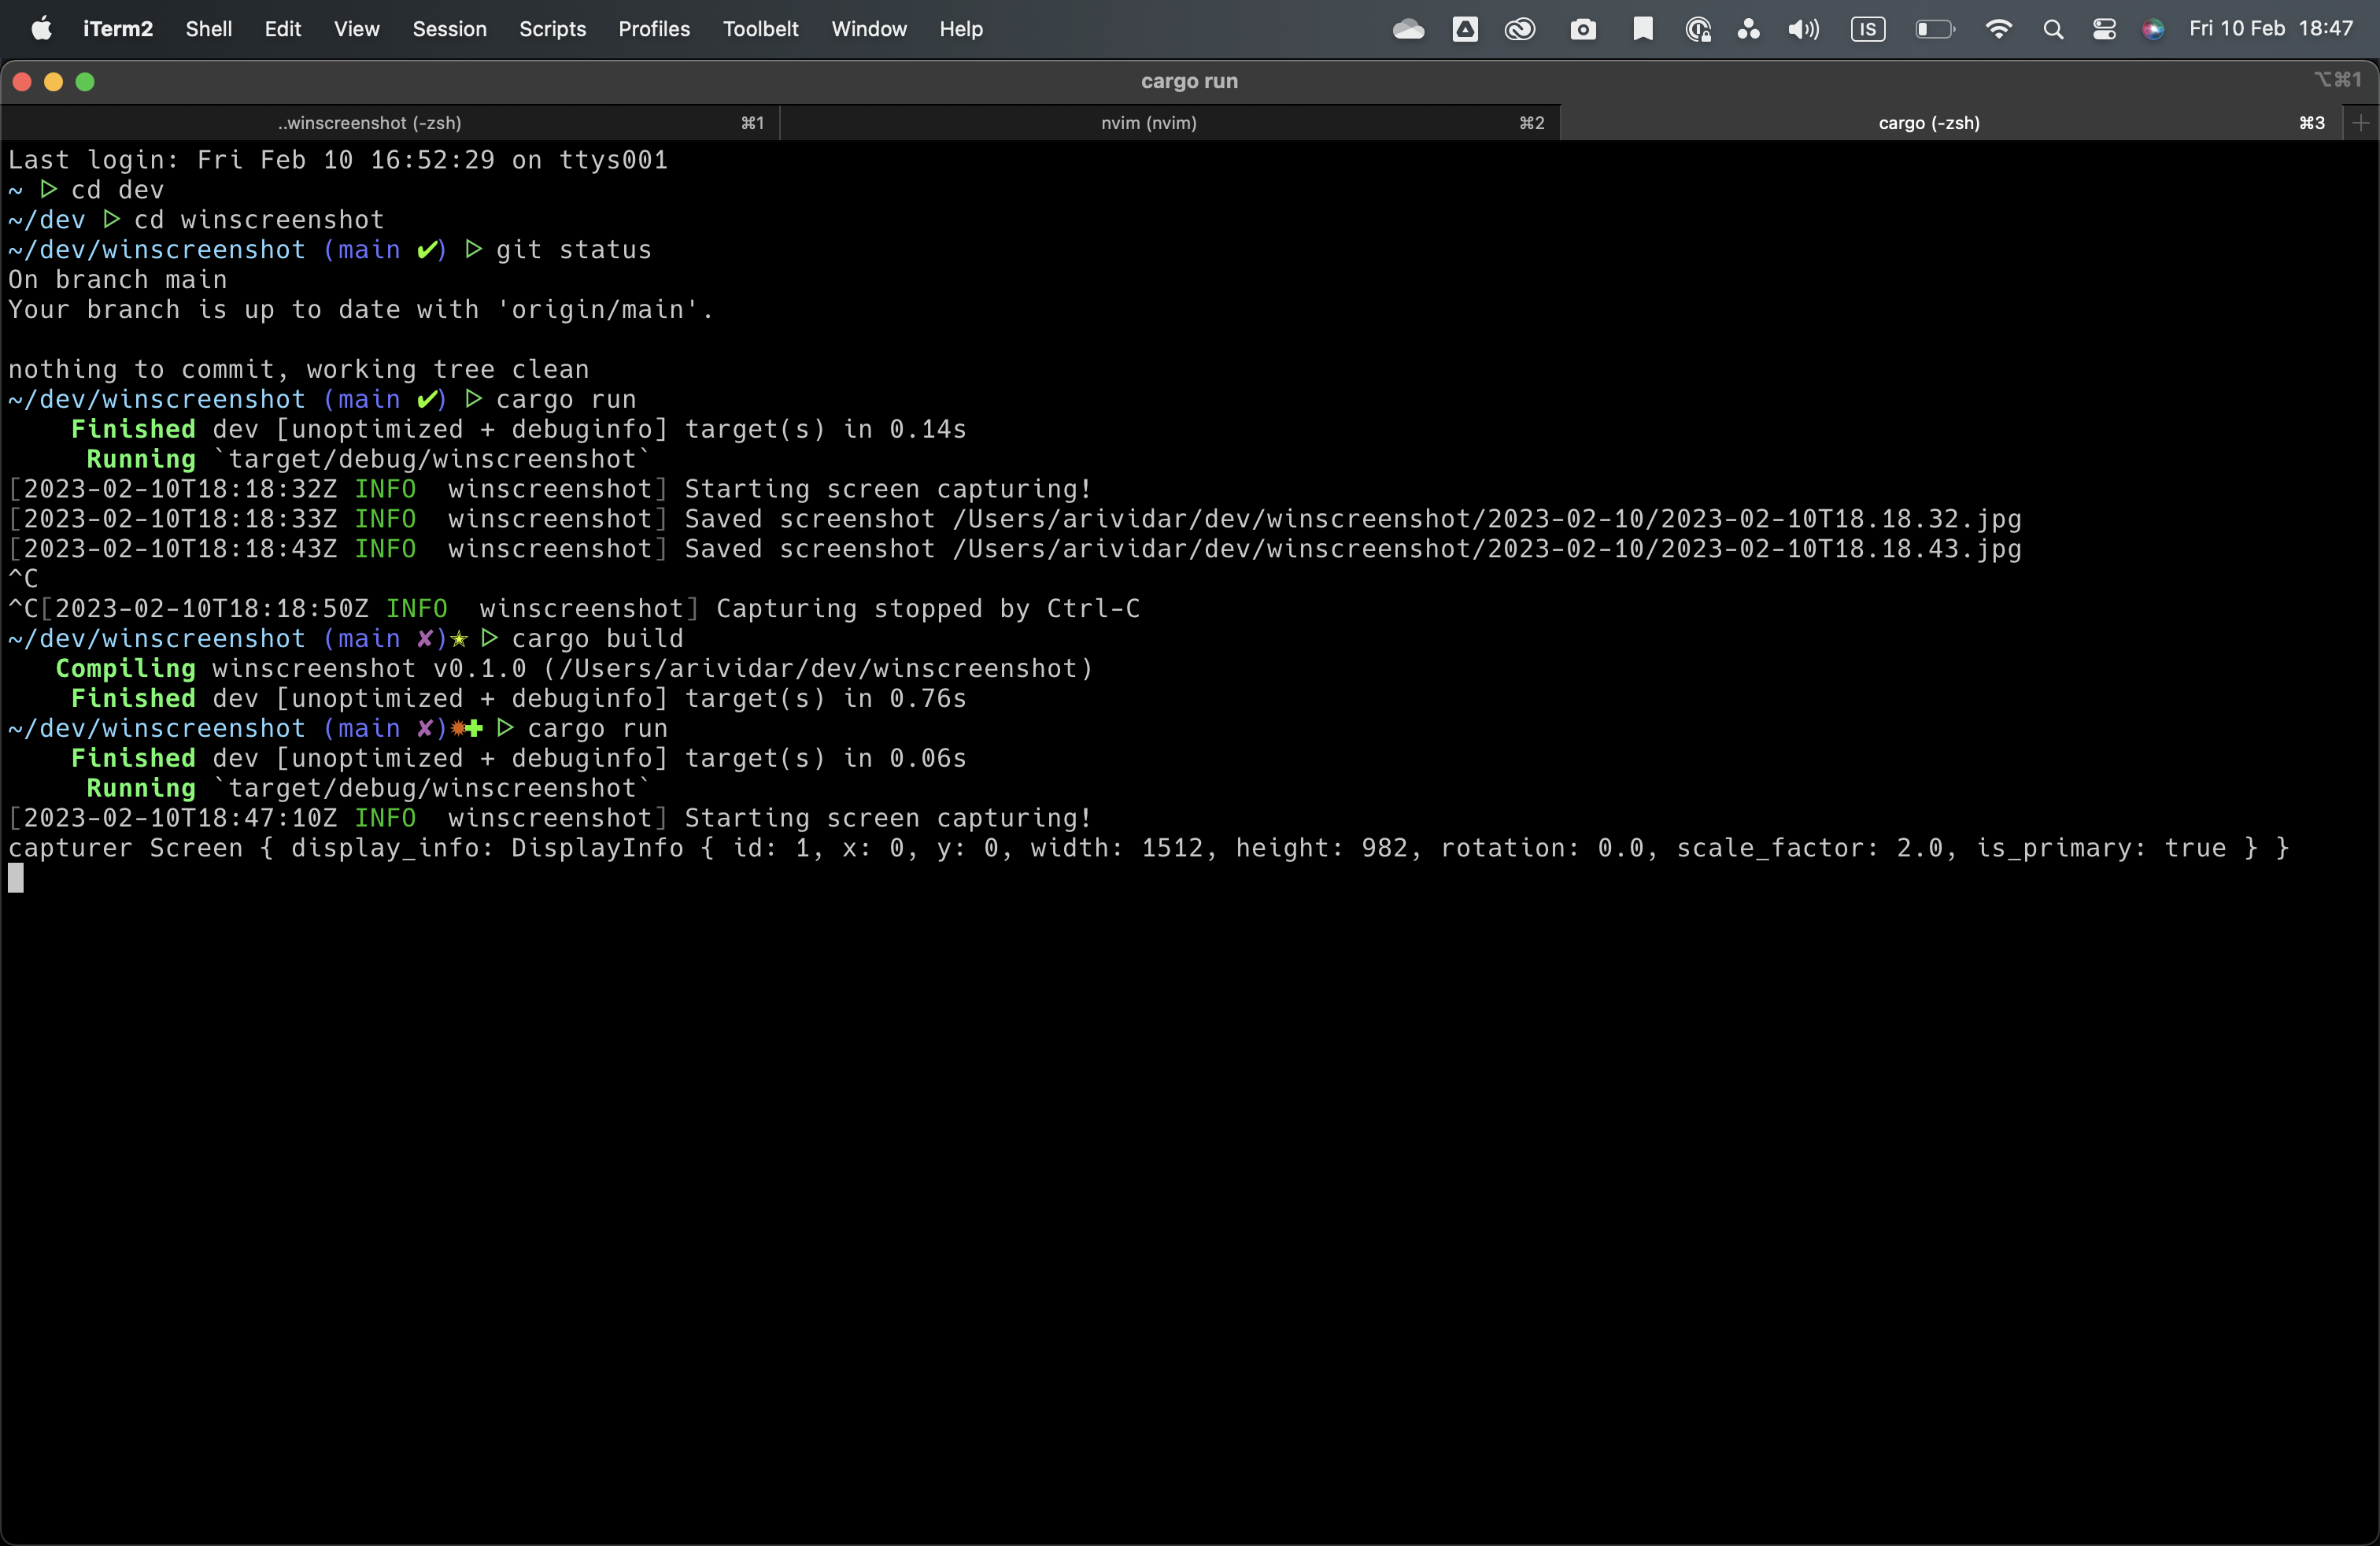 iTerm2 Shell Edit View Session Scripts Profiles Toolbelt Window Help IS Fri 10 Feb 18:47
cargo run ⌥⌘1
..winscreenshot (-zsh) ⌘1 nvim (nvim) ⌘2 cargo (-zsh) ⌘3
Last login: Fri Feb 10 16:52:29 on ttys001
~ ▷ cd dev
~/dev ▷ cd winscreenshot
~/dev/winscreenshot (main ✔) ▷ git status
On branch main
Your branch is up to date with 'origin/main'.
nothing to commit, working tree clean
~/dev/winscreenshot (main ✔) ▷ cargo run
Finished dev [unoptimized + debuginfo] target(s) in 0.14s
Running `target/debug/winscreenshot`
[2023-02-10T18:18:32Z INFO  winscreenshot] Starting screen capturing!
[2023-02-10T18:18:33Z INFO  winscreenshot] Saved screenshot /Users/arividar/dev/winscreenshot/2023-02-10/2023-02-10T18.18.32.jpg
[2023-02-10T18:18:43Z INFO  winscreenshot] Saved screenshot /Users/arividar/dev/winscreenshot/2023-02-10/2023-02-10T18.18.43.jpg
^C
^C[2023-02-10T18:18:50Z INFO  winscreenshot] Capturing stopped by Ctrl-C
~/dev/winscreenshot (main ✘)★ ▷ cargo build
Compiling winscreenshot v0.1.0 (/Users/arividar/dev/winscreenshot)
Finished dev [unoptimized + debuginfo] target(s) in 0.76s
~/dev/winscreenshot (main ✘)✹✚ ▷ cargo run
Finished dev [unoptimized + debuginfo] target(s) in 0.06s
Running `target/debug/winscreenshot`
[2023-02-10T18:47:10Z INFO  winscreenshot] Starting screen capturing!
capturer Screen { display_info: DisplayInfo { id: 1, x: 0, y: 0, width: 1512, height: 982, rotation: 0.0, scale_factor: 2.0, is_primary: true } }